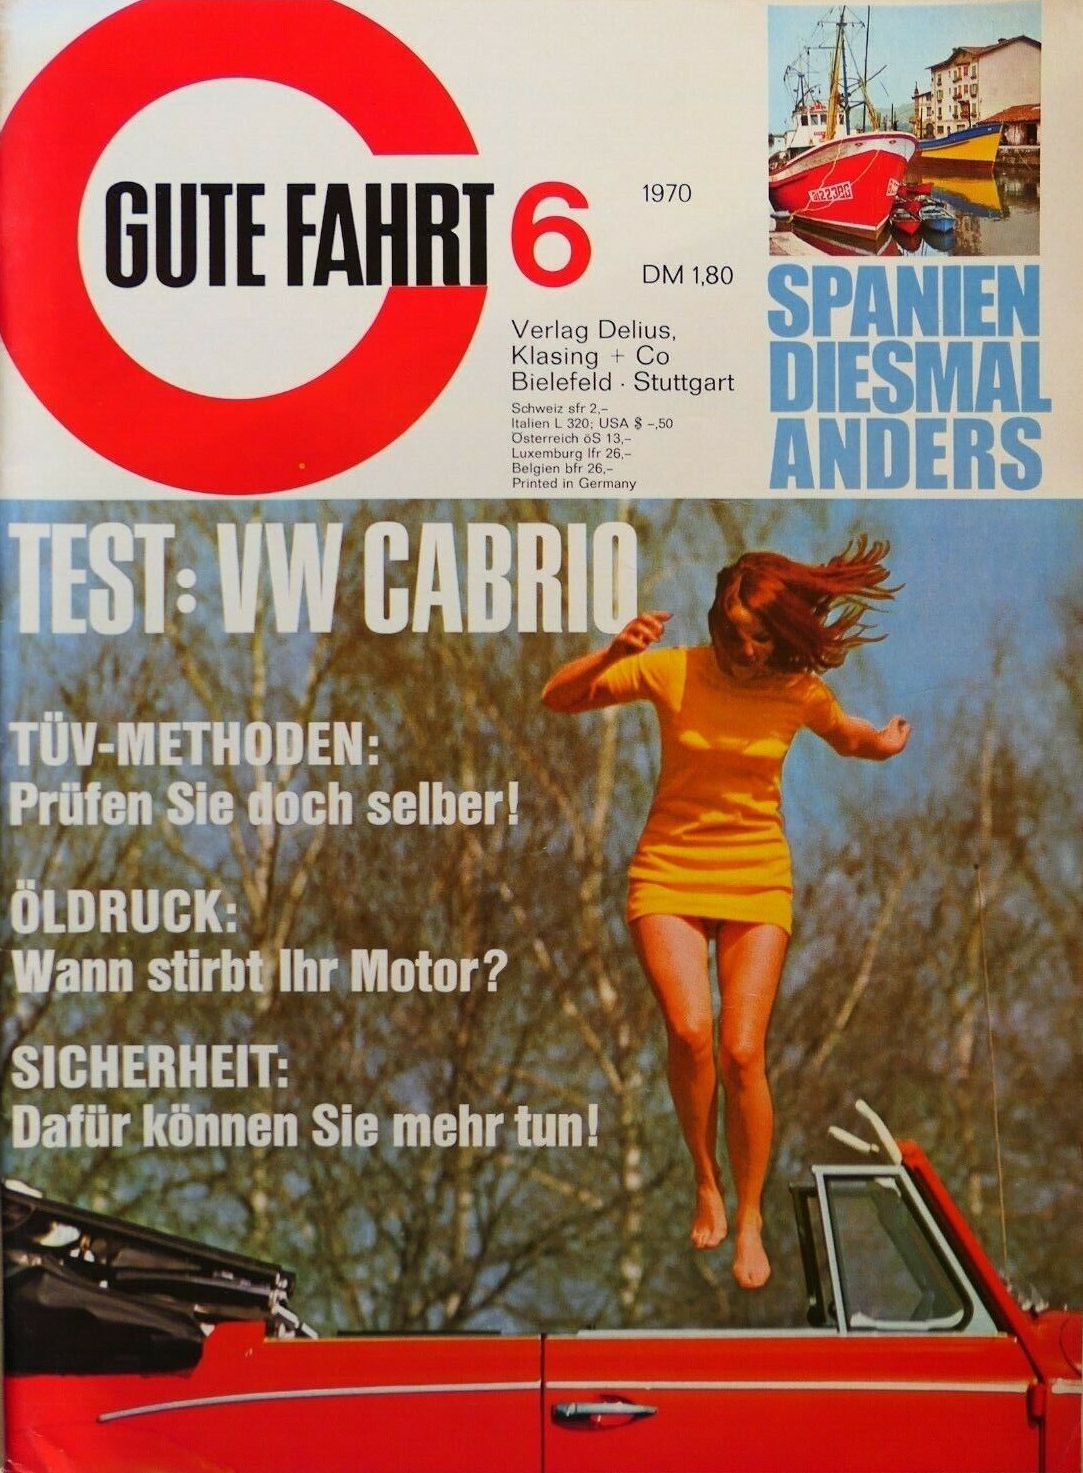 GUTE FAHRT 6
1970
DM 1,80
Verlag Delius,
Klasing + Co
Bielefeld · Stuttgart
Schweiz sfr 2,–
Italien L 320; USA $ –,50
Österreich öS 13,–
Luxemburg lfr 26,–
Belgien bfr 26,–
Printed in Germany
SPANIEN
DIESMAL
ANDERS
TEST: VW CABRIO
TÜV-METHODEN:
Prüfen Sie doch selber!
ÖLDRUCK:
Wann stirbt Ihr Motor?
SICHERHEIT:
Dafür können Sie mehr tun!